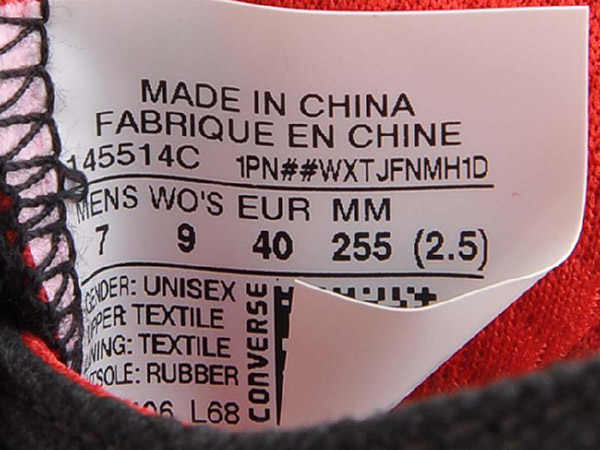 MADE IN CHINA
FABRIQUE EN CHINE
145514C 1PN##WXTJFNMH1D
MENS WO'S EUR MM
7 9 40 255 (2.5)
GENDER: UNISEX
UPPER: TEXTILE
LINING: TEXTILE
OUTSOLE: RUBBER
L68
CONVERSE